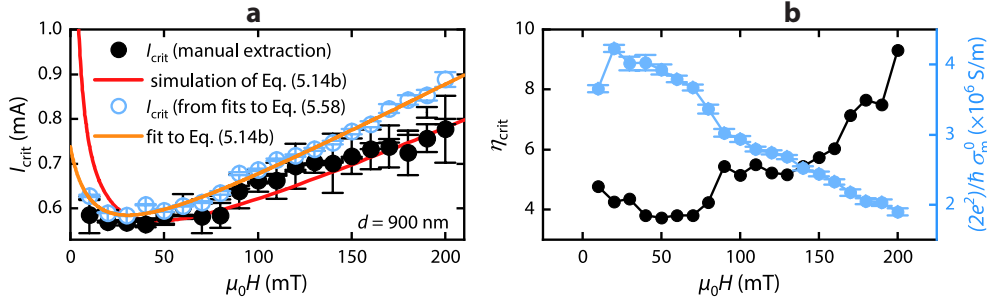 a
I_crit (mA)
1.0
0.9
0.8
0.7
0.6
I_crit (manual extraction)
simulation of Eq. (5.14b)
I_crit (from fits to Eq. (5.58)
fit to Eq. (5.14b)
d = 900 nm
0 50 100 150 200
μ₀H (mT)
b
η_crit
10
8
6
4
4
3
2
(2e²)/ħ σ_m^0 (×10⁶ S/m)
0 50 100 150 200
μ₀H (mT)